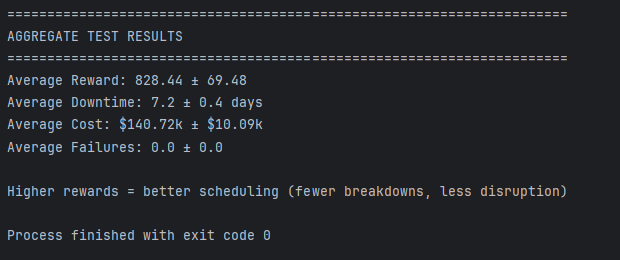 ======================================================================
AGGREGATE TEST RESULTS
======================================================================
Average Reward: 828.44 ± 69.48
Average Downtime: 7.2 ± 0.4 days
Average Cost: $140.72k ± $10.09k
Average Failures: 0.0 ± 0.0
Higher rewards = better scheduling (fewer breakdowns, less disruption)
Process finished with exit code 0